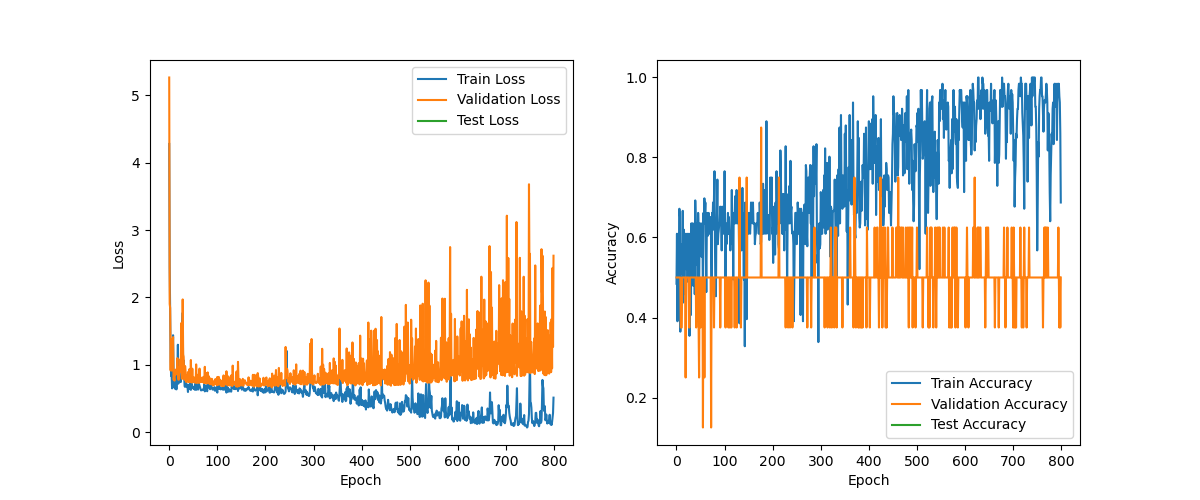 Train Loss
Validation Loss
Test Loss
5
4
3
2
1
0
Loss
0 100 200 300 400 500 600 700 800
Epoch
1.0
0.8
0.6
0.4
0.2
Accuracy
Train Accuracy
Validation Accuracy
Test Accuracy
0 100 200 300 400 500 600 700 800
Epoch